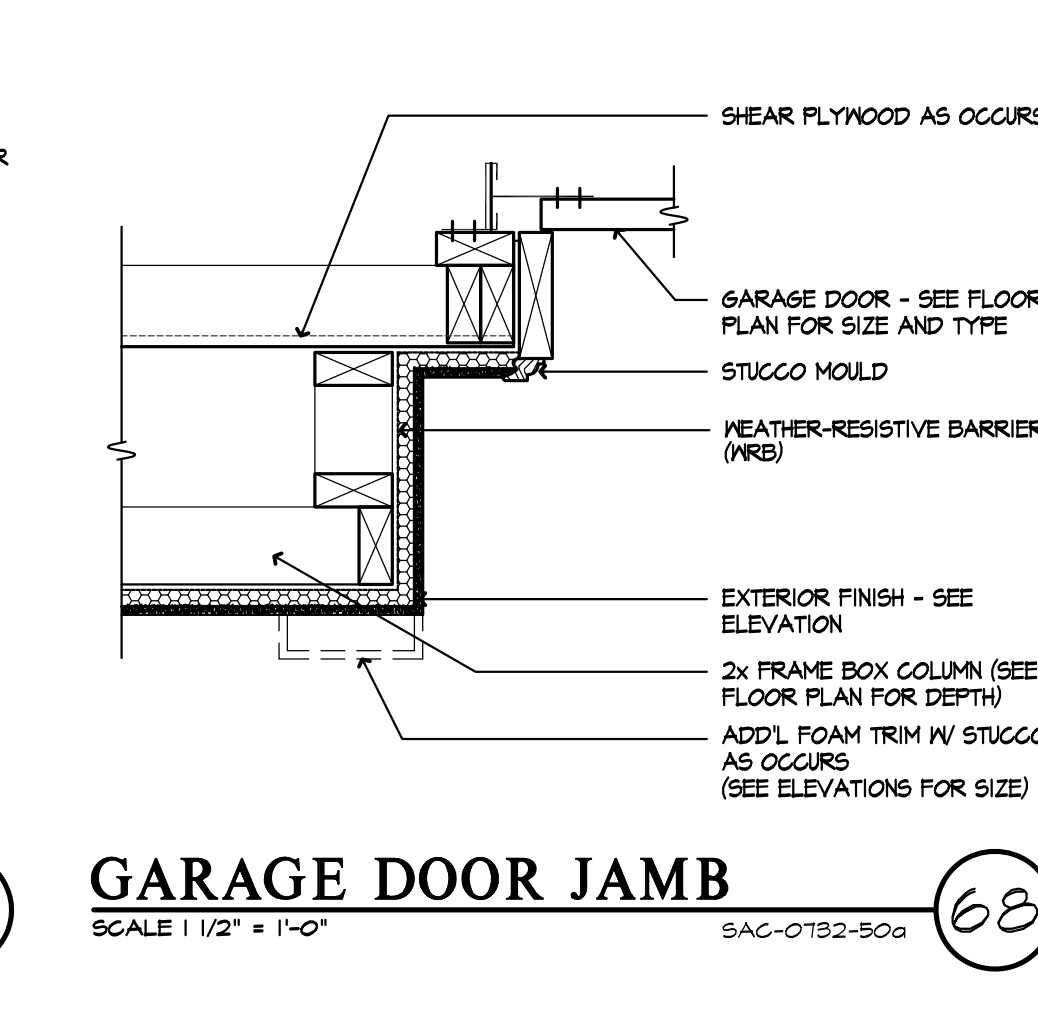 SHEAR PLYWOOD AS OCCURS
R
GARAGE DOOR - SEE FLOOR
PLAN FOR SIZE AND TYPE
STUCCO MOULD
WEATHER-RESISTIVE BARRIER
(WRB)
EXTERIOR FINISH - SEE
ELEVATION
2x FRAME BOX COLUMN (SEE
FLOOR PLAN FOR DEPTH)
ADD'L FOAM TRIM W/ STUCCO
AS OCCURS
(SEE ELEVATIONS FOR SIZE)
GARAGE DOOR JAMB
68
SCALE 1 1/2" = 1'-0"
SAC-0732-50a